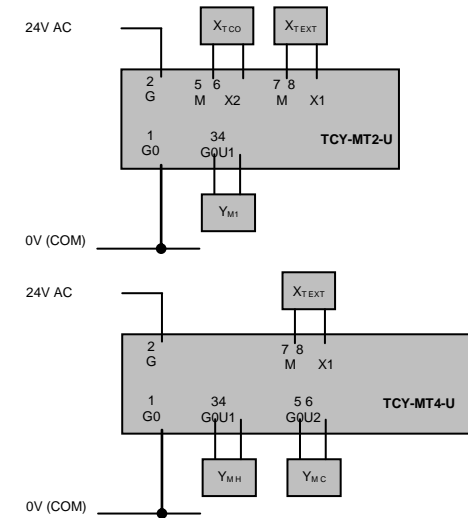 24V AC
XTCO XTEXT
2 5 6 7 8
G M X2 M X1
1 34 TCY-MT2-U
G0 G0U1
YM1
0V (COM)
XTEXT
24V AC
2 7 8
G M X1
1 34 5 6 TCY-MT4-U
G0 G0U1 G0U2
YMH YMC
0V (COM)